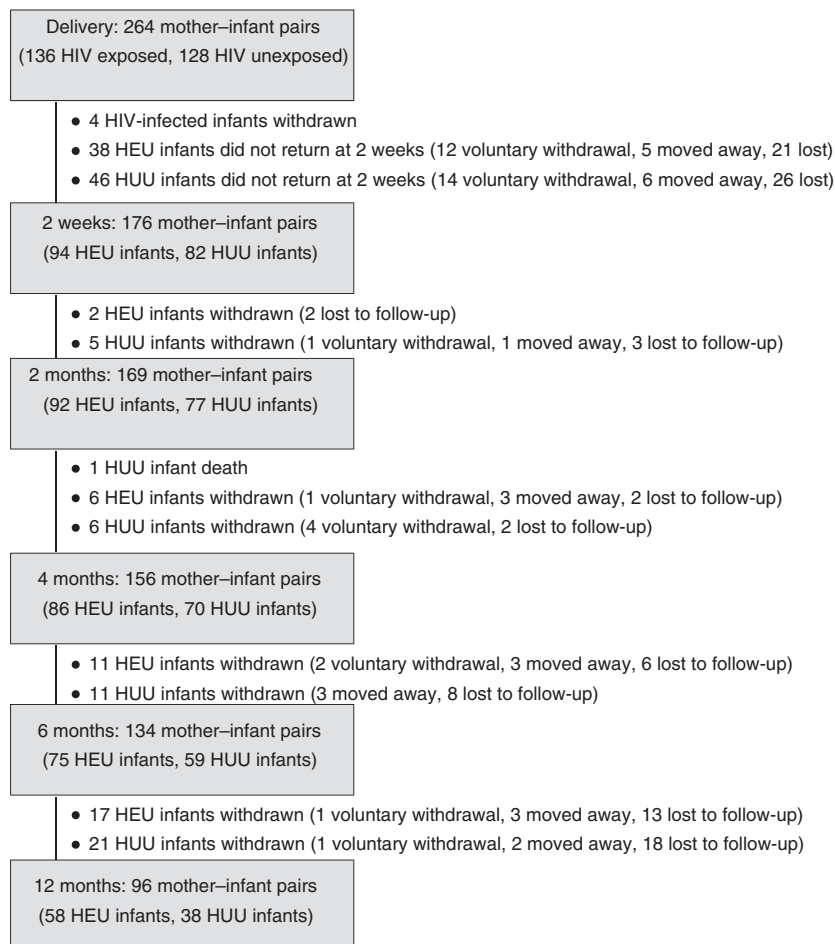 Delivery: 264 mother–infant pairs
(136 HIV exposed, 128 HIV unexposed)
● 4 HIV-infected infants withdrawn
● 38 HEU infants did not return at 2 weeks (12 voluntary withdrawal, 5 moved away, 21 lost)
● 46 HUU infants did not return at 2 weeks (14 voluntary withdrawal, 6 moved away, 26 lost)
2 weeks: 176 mother–infant pairs
(94 HEU infants, 82 HUU infants)
● 2 HEU infants withdrawn (2 lost to follow-up)
● 5 HUU infants withdrawn (1 voluntary withdrawal, 1 moved away, 3 lost to follow-up)
2 months: 169 mother–infant pairs
(92 HEU infants, 77 HUU infants)
● 1 HUU infant death
● 6 HEU infants withdrawn (1 voluntary withdrawal, 3 moved away, 2 lost to follow-up)
● 6 HUU infants withdrawn (4 voluntary withdrawal, 2 lost to follow-up)
4 months: 156 mother–infant pairs
(86 HEU infants, 70 HUU infants)
● 11 HEU infants withdrawn (2 voluntary withdrawal, 3 moved away, 6 lost to follow-up)
● 11 HUU infants withdrawn (3 moved away, 8 lost to follow-up)
6 months: 134 mother–infant pairs
(75 HEU infants, 59 HUU infants)
● 17 HEU infants withdrawn (1 voluntary withdrawal, 3 moved away, 13 lost to follow-up)
● 21 HUU infants withdrawn (1 voluntary withdrawal, 2 moved away, 18 lost to follow-up)
12 months: 96 mother–infant pairs
(58 HEU infants, 38 HUU infants)